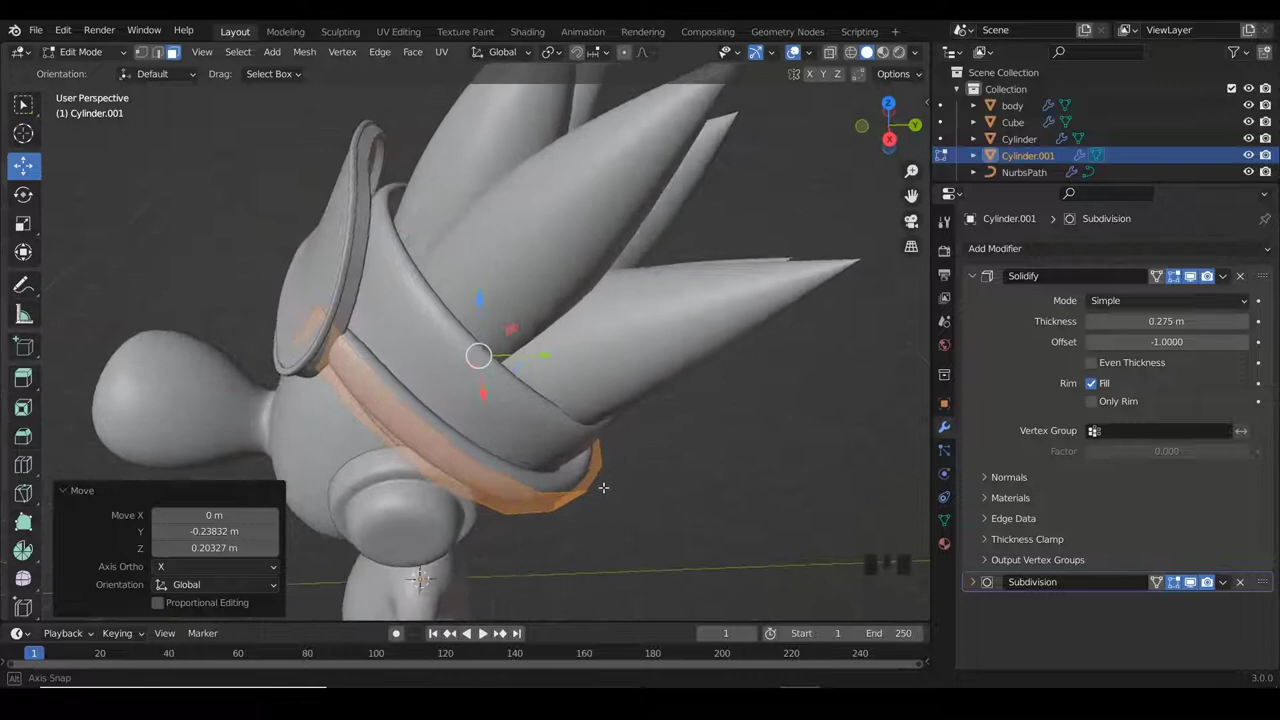 File Edit Render Window Help Layout Modeling Sculpting UV Editing Texture Paint Shading Animation Rendering Compositing Geometry Nodes Scripting + Scene ViewLayer
Edit Mode View Select Add Mesh Vertex Edge Face UV Global Options
Orientation: Default Drag: Select Box X Y Z
User Perspective
(1) Cylinder.001
Z
Y
X
Scene Collection
Collection
body
Cube
Cylinder
Cylinder.001
NurbsPath
Cylinder.001 > Subdivision
Add Modifier
Solidify
Mode Simple
Thickness 0.275 m
Offset -1.0000
Even Thickness
Rim Fill
Only Rim
Vertex Group
Factor 0.000
Normals
Materials
Edge Data
Thickness Clamp
Output Vertex Groups
Subdivision
Move
Move X 0 m
Y -0.23832 m
Z 0.20327 m
Axis Ortho X
Orientation Global
Proportional Editing
Playback Keying View Marker 1 Start 1 End 250
1 20 40 60 80 100 120 140 160 180 200 220 240
Alt Axis Snap 3.0.0